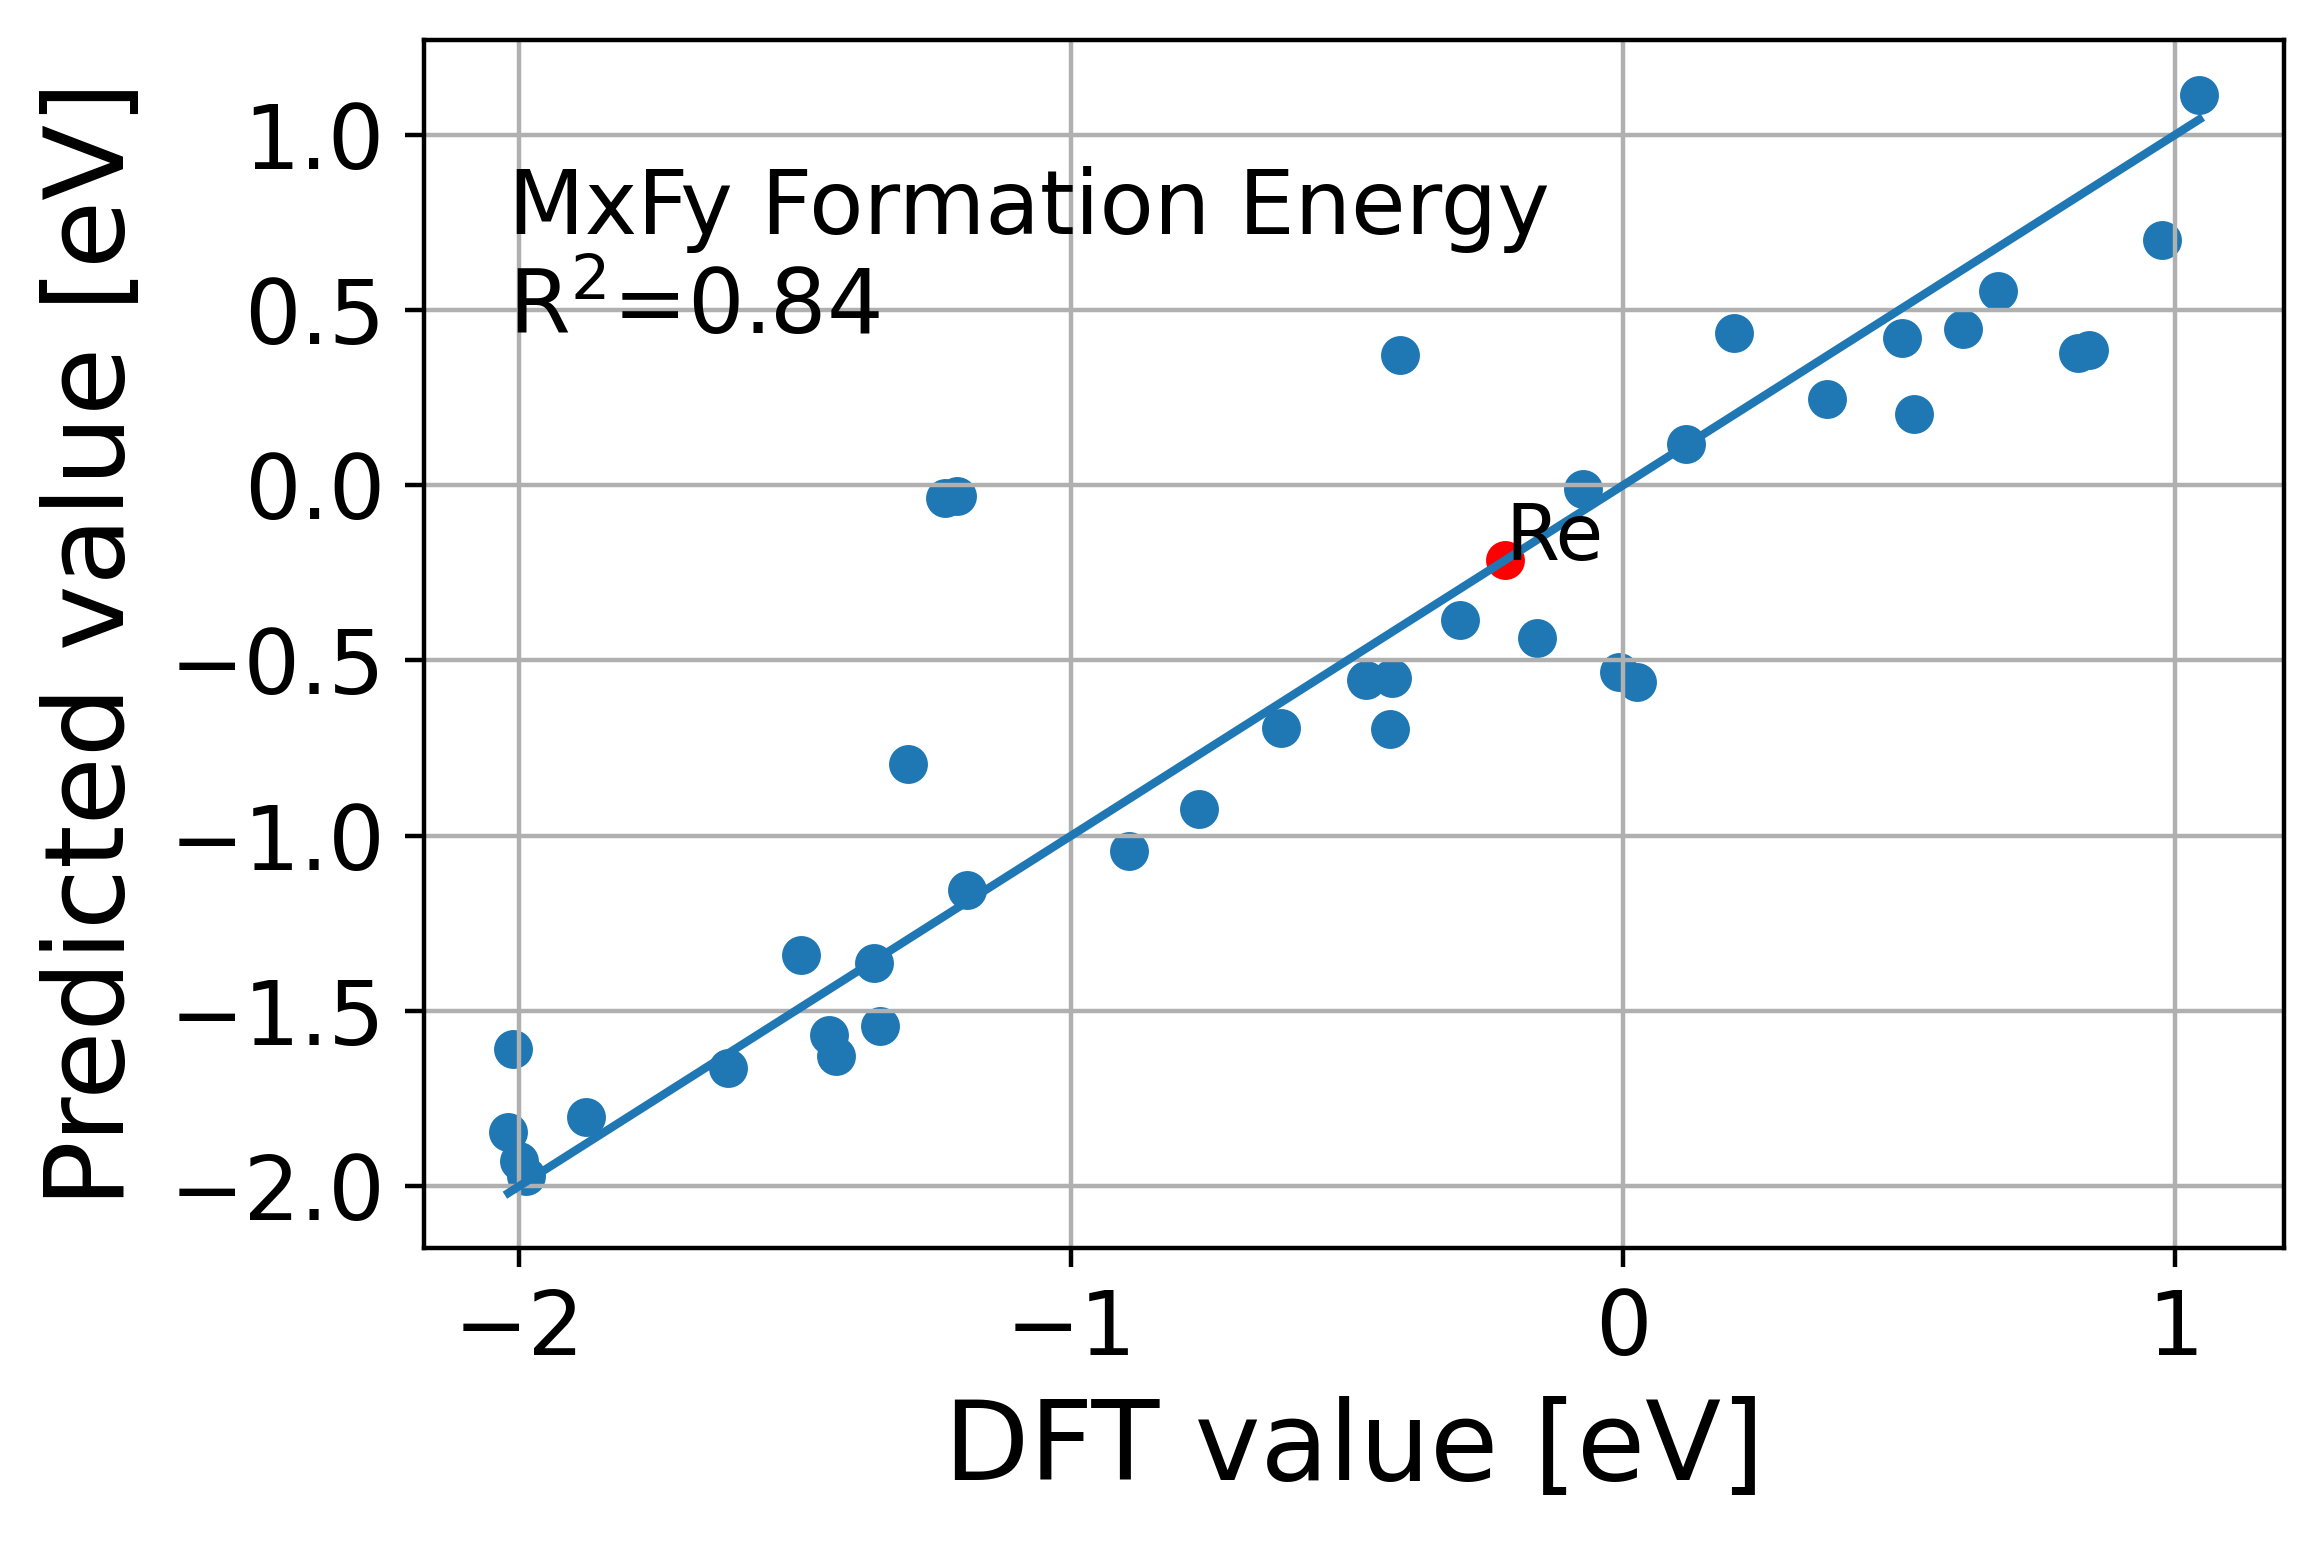 MxFy Formation Energy
R²=0.84
Re
Predicted value [eV]
1.0
0.5
0.0
−0.5
−1.0
−1.5
−2.0
−2 −1 0 1
DFT value [eV]